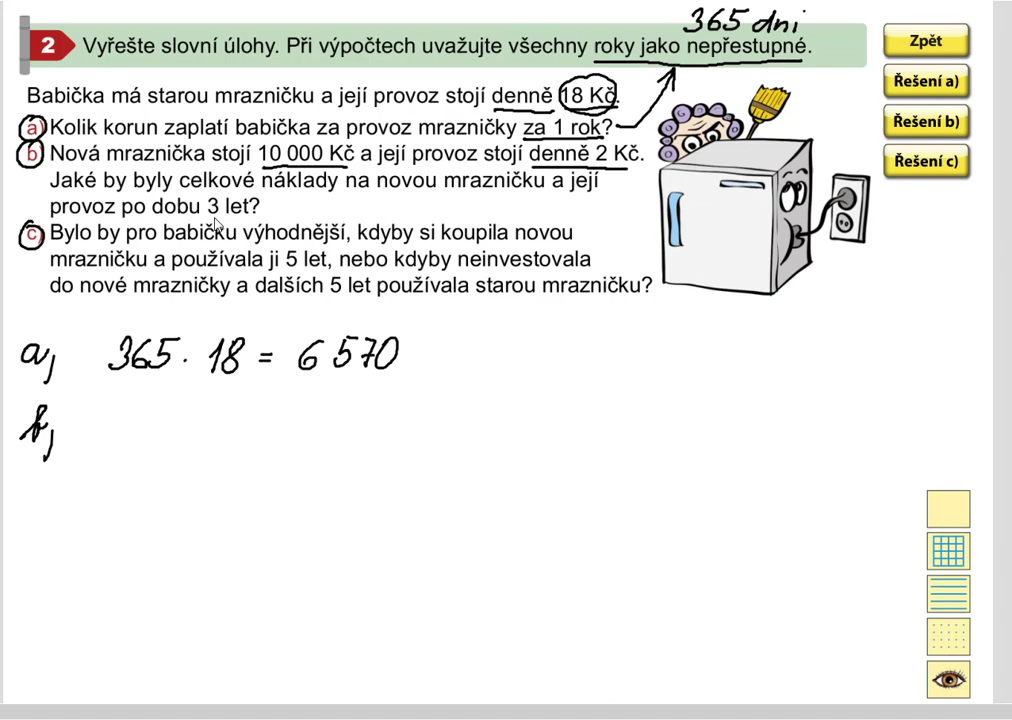 365 dni
2 Vyřešte slovní úlohy. Při výpočtech uvažujte všechny roky jako nepřestupné.
Zpět
Řešení a)
Řešení b)
Řešení c)
Babička má starou mrazničku a její provoz stojí denně 18 Kč.
a) Kolik korun zaplatí babička za provoz mrazničky za 1 rok?
b) Nová mraznička stojí 10 000 Kč a její provoz stojí denně 2 Kč.
Jaké by byly celkové náklady na novou mrazničku a její
provoz po dobu 3 let?
c) Bylo by pro babičku výhodnější, kdyby si koupila novou
mrazničku a používala ji 5 let, nebo kdyby neinvestovala
do nové mrazničky a dalších 5 let používala starou mrazničku?
a) 365 · 18 = 6 570
b)